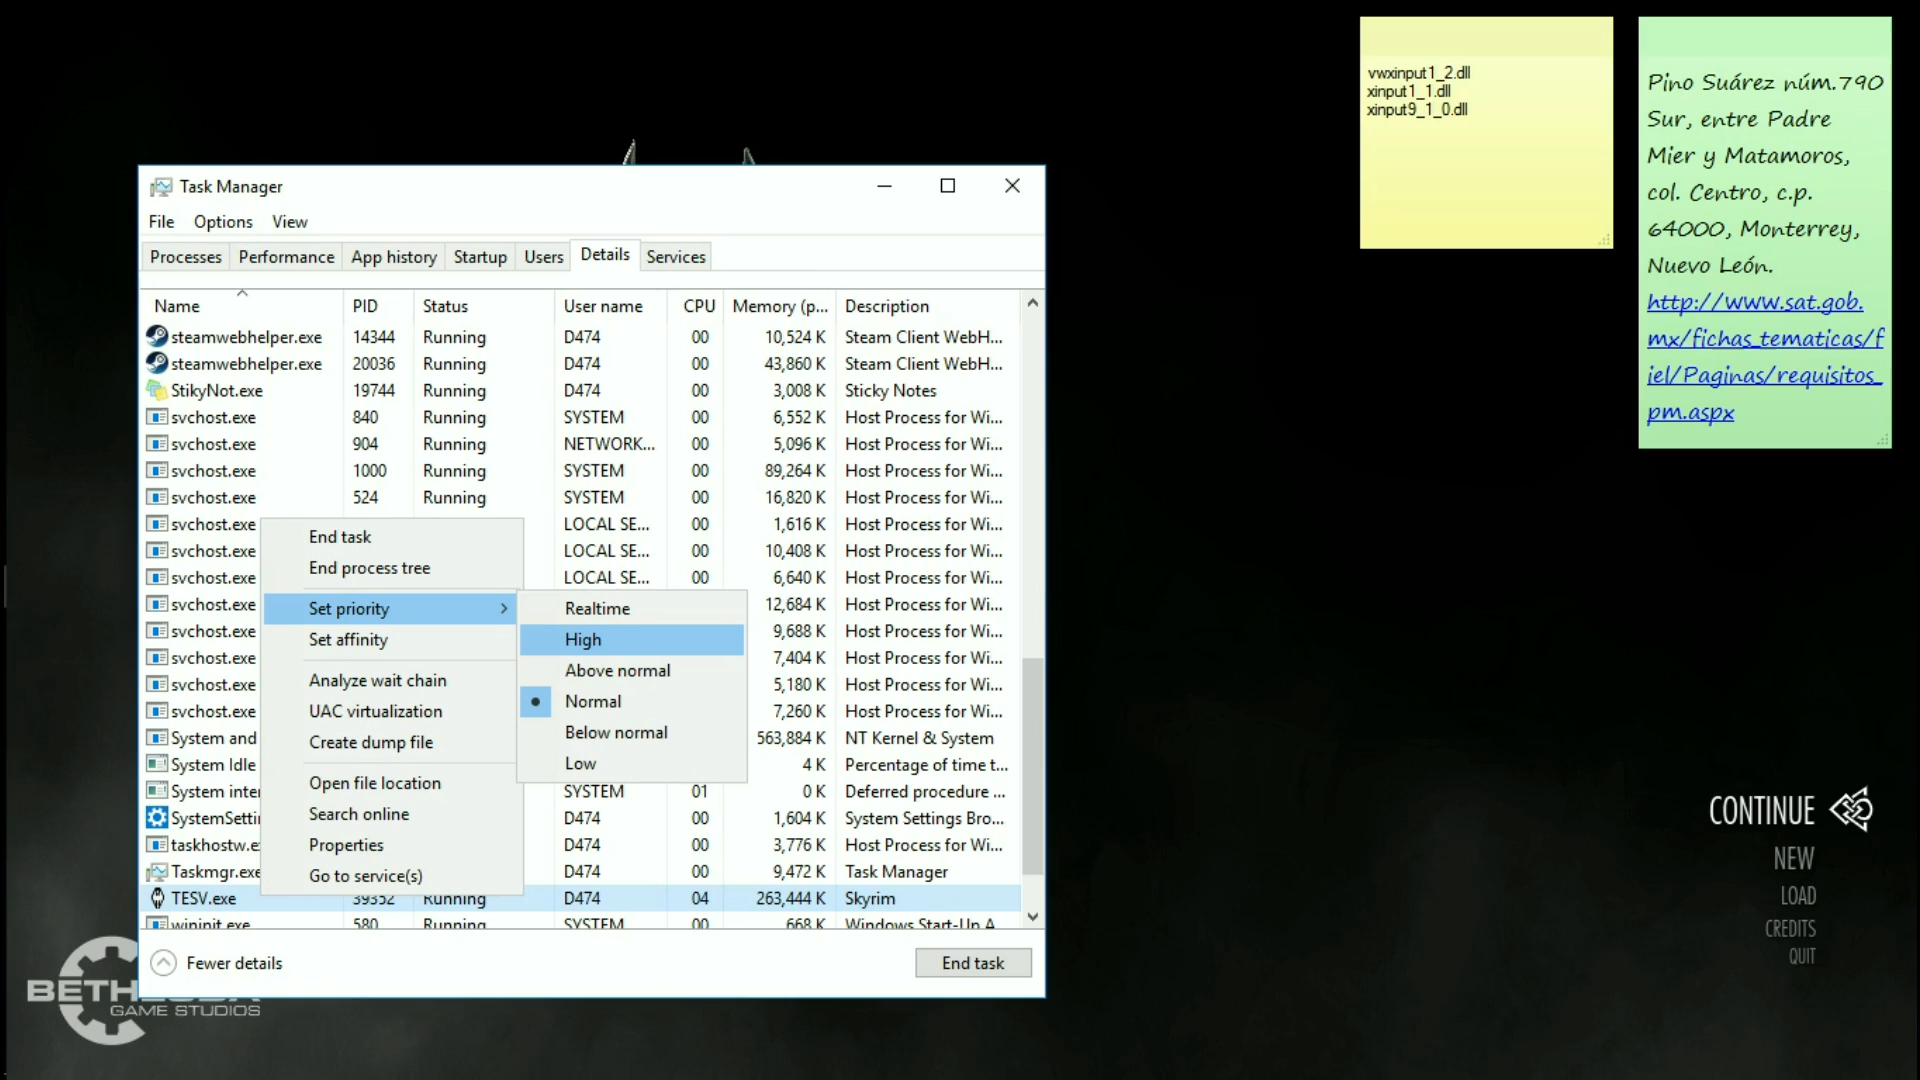 vwxinput1_2.dll
xinput1_1.dll
xinput9_1_0.dll
Pino Suárez núm.790
Sur, entre Padre
Mier y Matamoros,
col. Centro, c.p.
64000, Monterrey,
Nuevo León.
http://www.sat.gob.
mx/fichas_tematicas/f
iel/Paginas/requisitos_
pm.aspx
Task Manager
File Options View
Processes Performance App history Startup Users Details Services
Name PID Status User name CPU Memory (p... Description
steamwebhelper.exe 14344 Running D474 00 10,524 K Steam Client WebH...
steamwebhelper.exe 20036 Running D474 00 43,860 K Steam Client WebH...
StikyNot.exe 19744 Running D474 00 3,008 K Sticky Notes
svchost.exe 840 Running SYSTEM 00 6,552 K Host Process for Wi...
svchost.exe 904 Running NETWORK... 00 5,096 K Host Process for Wi...
svchost.exe 1000 Running SYSTEM 00 89,264 K Host Process for Wi...
svchost.exe 524 Running SYSTEM 00 16,820 K Host Process for Wi...
svchost.exe LOCAL SE... 00 1,616 K Host Process for Wi...
svchost.exe LOCAL SE... 00 10,408 K Host Process for Wi...
svchost.exe LOCAL SE... 00 6,640 K Host Process for Wi...
svchost.exe 12,684 K Host Process for Wi...
svchost.exe 9,688 K Host Process for Wi...
svchost.exe 7,404 K Host Process for Wi...
svchost.exe 5,180 K Host Process for Wi...
svchost.exe 7,260 K Host Process for Wi...
System and 563,884 K NT Kernel & System
System Idle 4 K Percentage of time t...
System inter SYSTEM 01 0 K Deferred procedure ...
SystemSettin D474 00 1,604 K System Settings Bro...
taskhostw.ex D474 00 3,776 K Host Process for Wi...
Taskmgr.exe D474 00 9,472 K Task Manager
TESV.exe 39352 Running D474 04 263,444 K Skyrim
wininit.exe 580 Running SYSTEM 00 668 K Windows Start-Up A
End task
End process tree
Set priority
Set affinity
Analyze wait chain
UAC virtualization
Create dump file
Open file location
Search online
Properties
Go to service(s)
Realtime
High
Above normal
Normal
Below normal
Low
Fewer details
End task
CONTINUE
NEW
LOAD
CREDITS
QUIT
BETHESDA
GAME STUDIOS